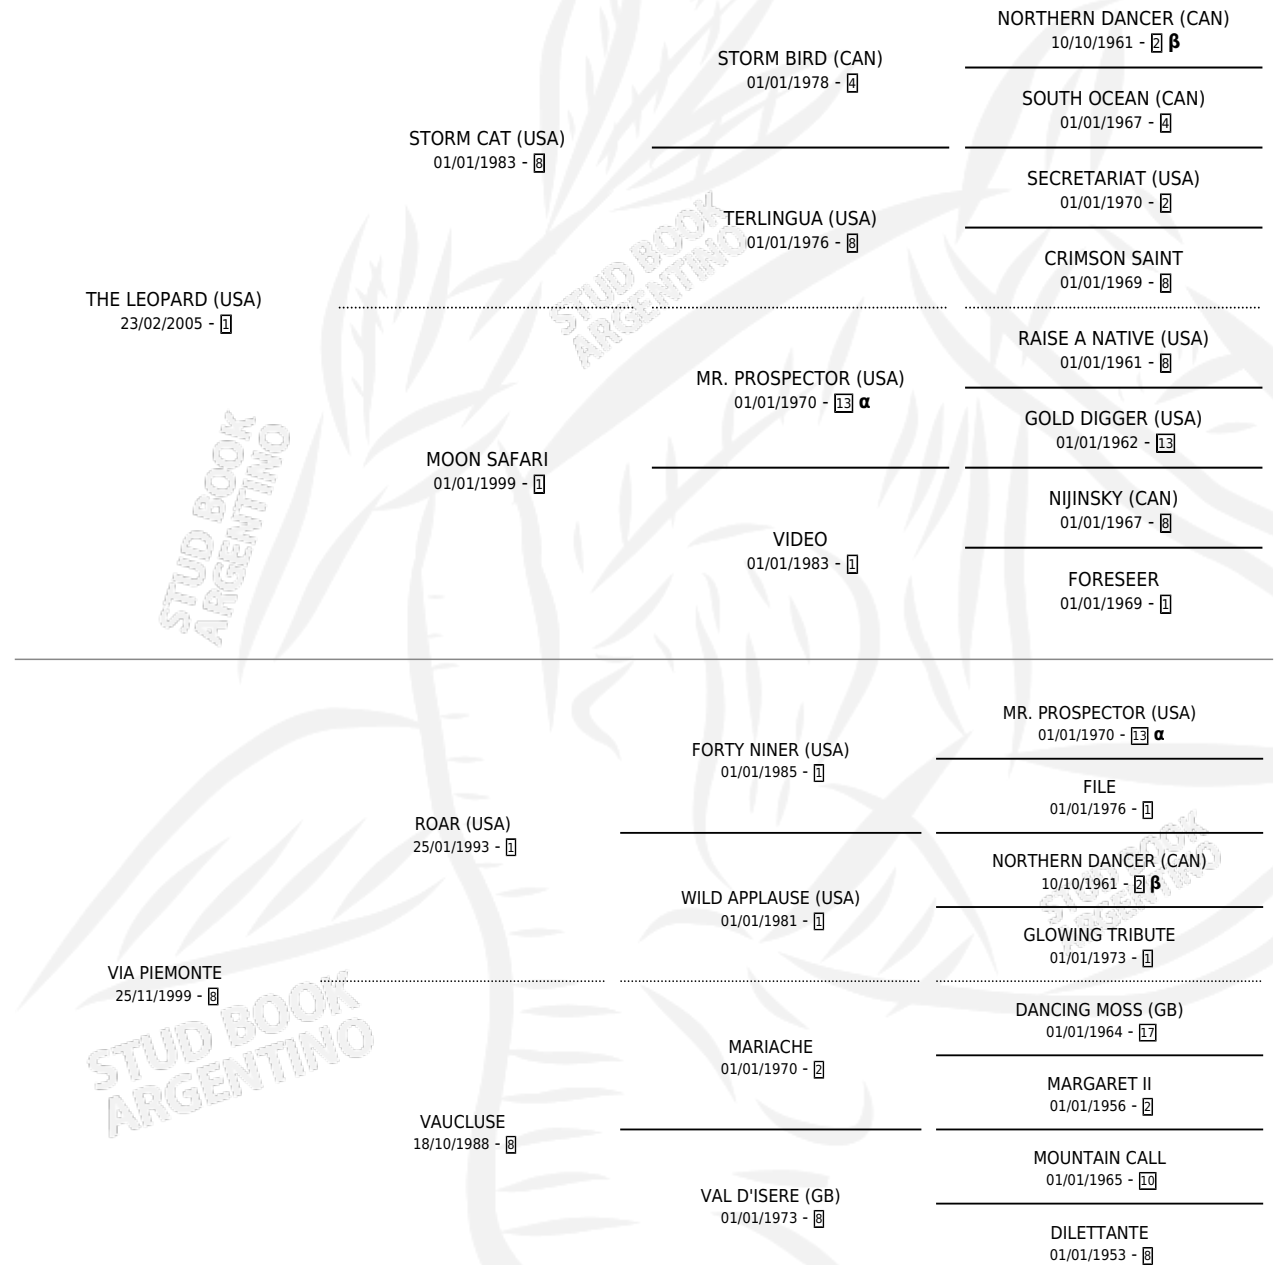 NORTHERN DANCER (CAN)
10/10/1961 - 2 β
STORM BIRD (CAN)
01/01/1978 - 4
SOUTH OCEAN (CAN)
01/01/1967 - 4
STORM CAT (USA)
01/01/1983 - 8
SECRETARIAT (USA)
01/01/1970 - 2
TERLINGUA (USA)
01/01/1976 - 8
CRIMSON SAINT
01/01/1969 - 8
THE LEOPARD (USA)
23/02/2005 - 1
RAISE A NATIVE (USA)
01/01/1961 - 8
MR. PROSPECTOR (USA)
01/01/1970 - 13 α
GOLD DIGGER (USA)
01/01/1962 - 13
MOON SAFARI
01/01/1999 - 1
NIJINSKY (CAN)
01/01/1967 - 8
VIDEO
01/01/1983 - 1
FORESEER
01/01/1969 - 1
MR. PROSPECTOR (USA)
01/01/1970 - 13 α
FORTY NINER (USA)
01/01/1985 - 1
FILE
01/01/1976 - 1
ROAR (USA)
25/01/1993 - 1
NORTHERN DANCER (CAN)
10/10/1961 - 2 β
WILD APPLAUSE (USA)
01/01/1981 - 1
GLOWING TRIBUTE
01/01/1973 - 1
VIA PIEMONTE
25/11/1999 - 8
DANCING MOSS (GB)
01/01/1964 - 17
MARIACHE
01/01/1970 - 2
MARGARET II
01/01/1956 - 2
VAUCLUSE
18/10/1988 - 8
MOUNTAIN CALL
01/01/1965 - 10
VAL D'ISERE (GB)
01/01/1973 - 8
DILETTANTE
01/01/1953 - 8
STUD BOOK
ARGENTINO
STUD BOOK
ARGENTINO
STUD BOOK
ARGENTINO
STUD BOOK
ARGENTINO